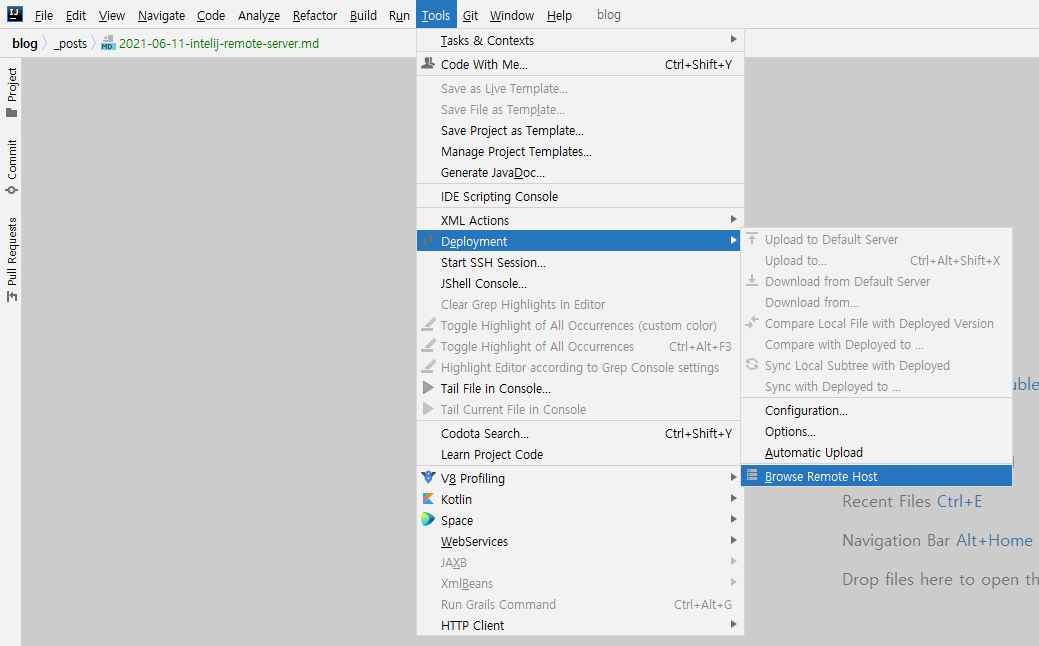 IJ File Edit View Navigate Code Analyze Refactor Build Run Tools Git Window Help blog
blog _posts MD 2021-06-11-intelij-remote-server.md
Project
Commit
Pull Requests
Tasks & Contexts
Code With Me... Ctrl+Shift+Y
Save as Live Template...
Save File as Template...
Save Project as Template...
Manage Project Templates...
Generate JavaDoc...
IDE Scripting Console
XML Actions
Deployment
Start SSH Session...
JShell Console...
Clear Grep Highlights in Editor
Toggle Highlight of All Occurrences (custom color)
Toggle Highlight of All Occurrences Ctrl+Alt+F3
Highlight Editor according to Grep Console settings
Tail File in Console...
Tail Current File in Console
Codota Search... Ctrl+Shift+Y
Learn Project Code
V8 Profiling
Kotlin
Space
WebServices
JAXB
XmlBeans
Run Grails Command Ctrl+Alt+G
HTTP Client
Upload to Default Server
Upload to... Ctrl+Alt+Shift+X
Download from Default Server
Download from...
Compare Local File with Deployed Version
Compare with Deployed to ...
Sync Local Subtree with Deployed
Sync with Deployed to ...
Configuration...
Options...
Automatic Upload
Browse Remote Host
Recent Files Ctrl+E
Navigation Bar Alt+Home
Drop files here to open th